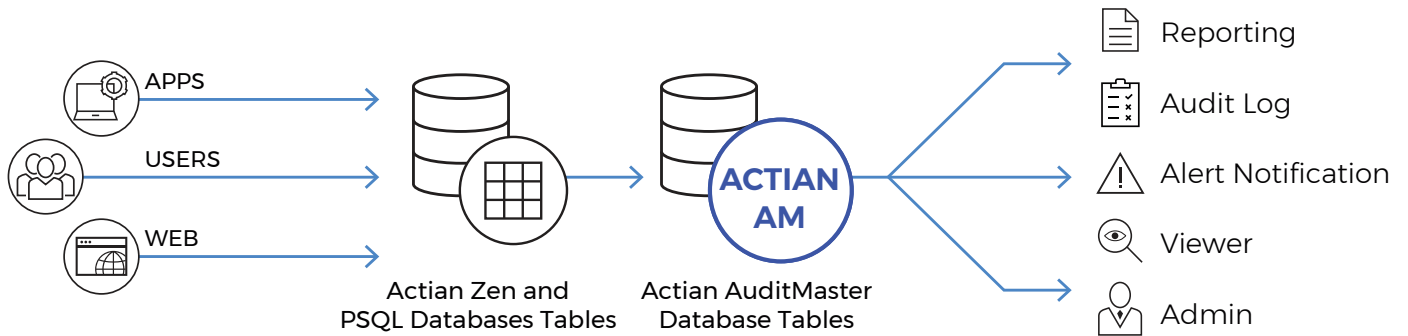 APPS
USERS
WEB
Actian Zen and
PSQL Databases Tables
ACTIAN
AM
Actian AuditMaster
Database Tables
Reporting
Audit Log
Alert Notification
Viewer
Admin